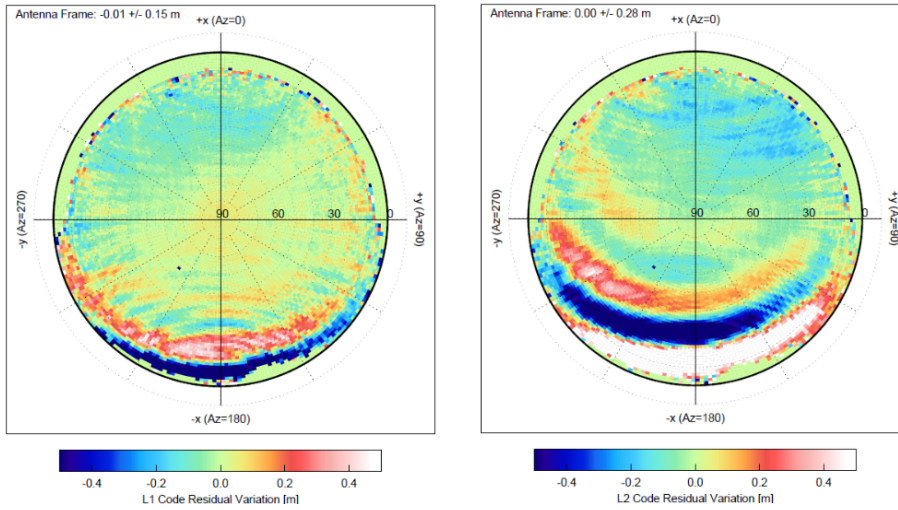 Antenna Frame: -0.01 +/- 0.15 m
+x (Az=0)
-y (Az=270)
90
60
30
0
+y (Az=90)
-x (Az=180)
-0.4
-0.2
0.0
0.2
0.4
L1 Code Residual Variation [m]
Antenna Frame: 0.00 +/- 0.28 m
+x (Az=0)
-y (Az=270)
90
60
30
0
+y (Az=90)
-x (Az=180)
-0.4
-0.2
0.0
0.2
0.4
L2 Code Residual Variation [m]